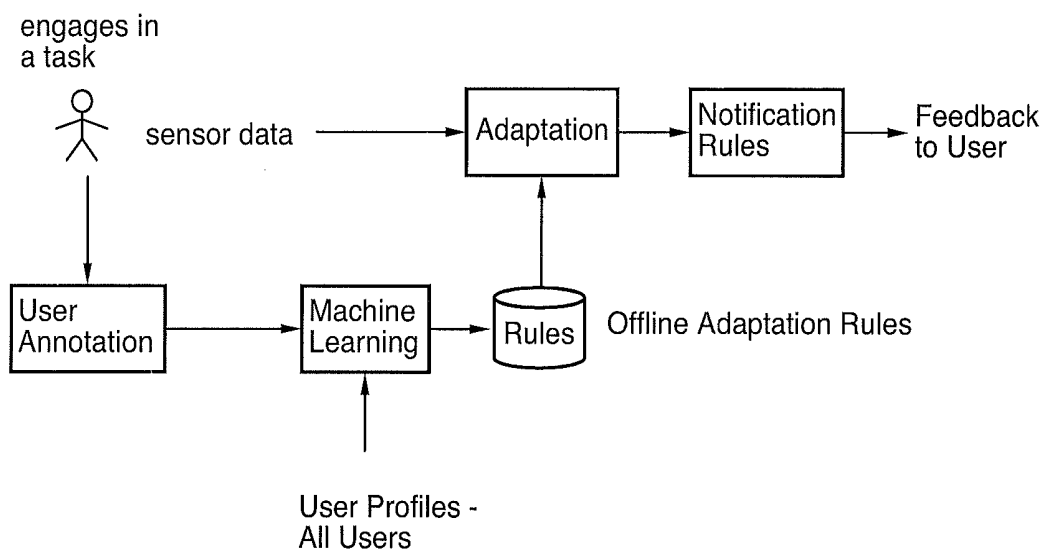 engages in
a task
sensor data
Adaptation
Notification
Rules
Feedback
to User
User
Annotation
Machine
Learning
Rules
Offline Adaptation Rules
User Profiles -
All Users